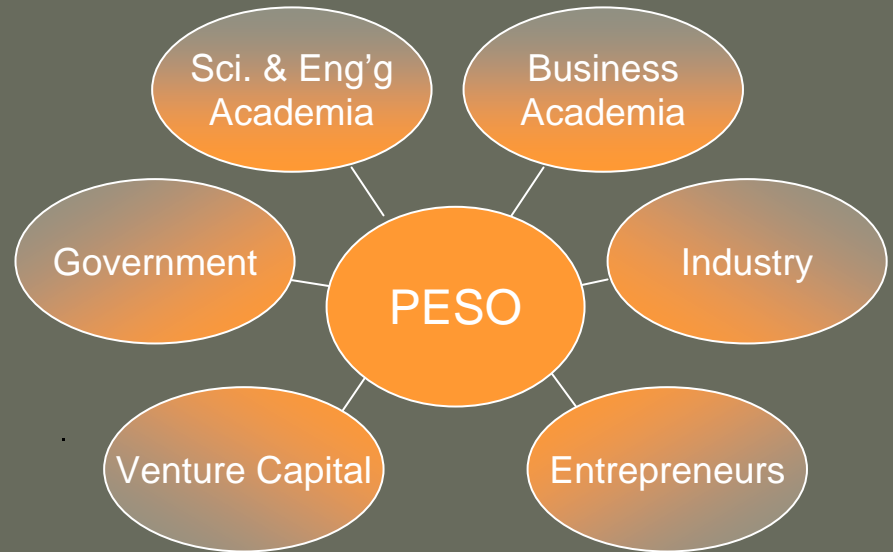 Sci. & Eng’g
Academia
Business
Academia
Government
Industry
PESO
Venture Capital
Entrepreneurs